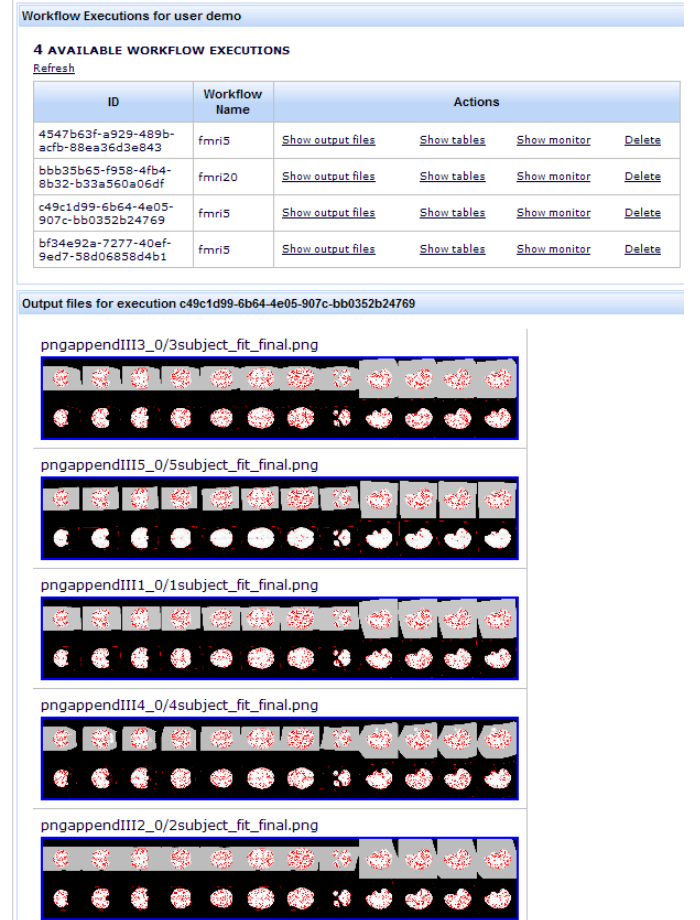 Workflow Executions for user demo
4 AVAILABLE WORKFLOW EXECUTIONS
Refresh
ID Workflow Name Actions
4547b63f-a929-489b-acfb-88ea36d3e843 fmri5 Show output files Show tables Show monitor Delete
bbb35b65-f958-4fb4-8b32-b33a560a06df fmri20 Show output files Show tables Show monitor Delete
c49c1d99-6b64-4e05-907c-bb0352b24769 fmri5 Show output files Show tables Show monitor Delete
bf34e92a-7277-40ef-9ed7-58d06858d4b1 fmri5 Show output files Show tables Show monitor Delete
Output files for execution c49c1d99-6b64-4e05-907c-bb0352b24769
pngappendIII3_0/3subject_fit_final.png
pngappendIII5_0/5subject_fit_final.png
pngappendIII1_0/1subject_fit_final.png
pngappendIII4_0/4subject_fit_final.png
pngappendIII2_0/2subject_fit_final.png